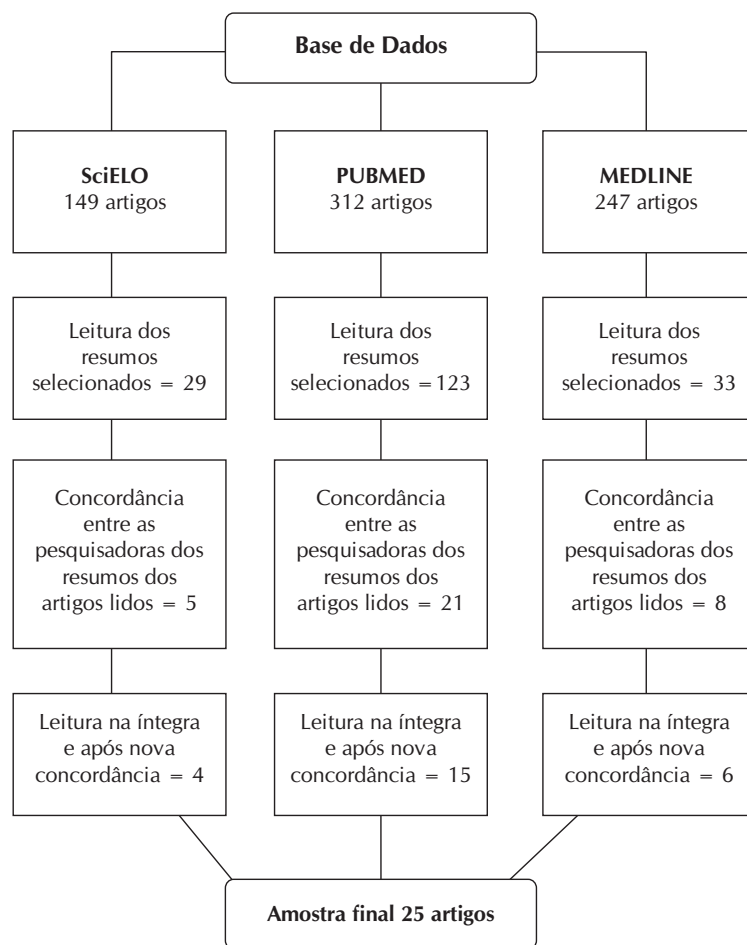 Base de Dados
SciELO
149 artigos
PUBMED
312 artigos
MEDLINE
247 artigos
Leitura dos
resumos
selecionados = 29
Leitura dos
resumos
selecionados =123
Leitura dos
resumos
selecionados = 33
Concordância
entre as
pesquisadoras dos
resumos dos
artigos lidos = 5
Concordância
entre as
pesquisadoras dos
resumos dos
artigos lidos = 21
Concordância
entre as
pesquisadoras dos
resumos dos
artigos lidos = 8
Leitura na íntegra
e após nova
concordância = 4
Leitura na íntegra
e após nova
concordância = 15
Leitura na íntegra
e após nova
concordância = 6
Amostra final 25 artigos